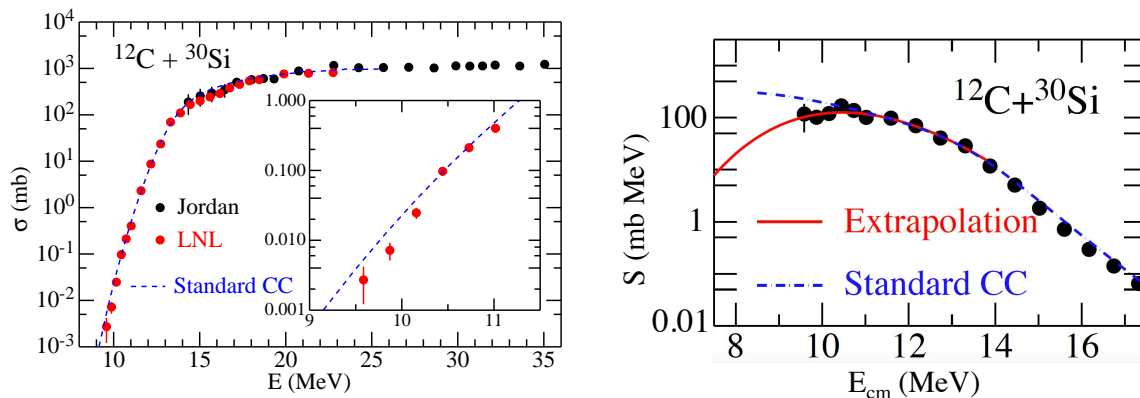 10⁴
10³
10²
10¹
10⁰
10⁻¹
10⁻²
10⁻³
σ (mb)
¹²C + ³⁰Si
Jordan
LNL
Standard CC
1.000
0.100
0.010
0.001
9 10 11
10 15 20 25 30 35
E (MeV)
¹²C+³⁰Si
100
1
0.01
S (mb MeV)
Extrapolation
Standard CC
8 10 12 14 16
E_cm (MeV)